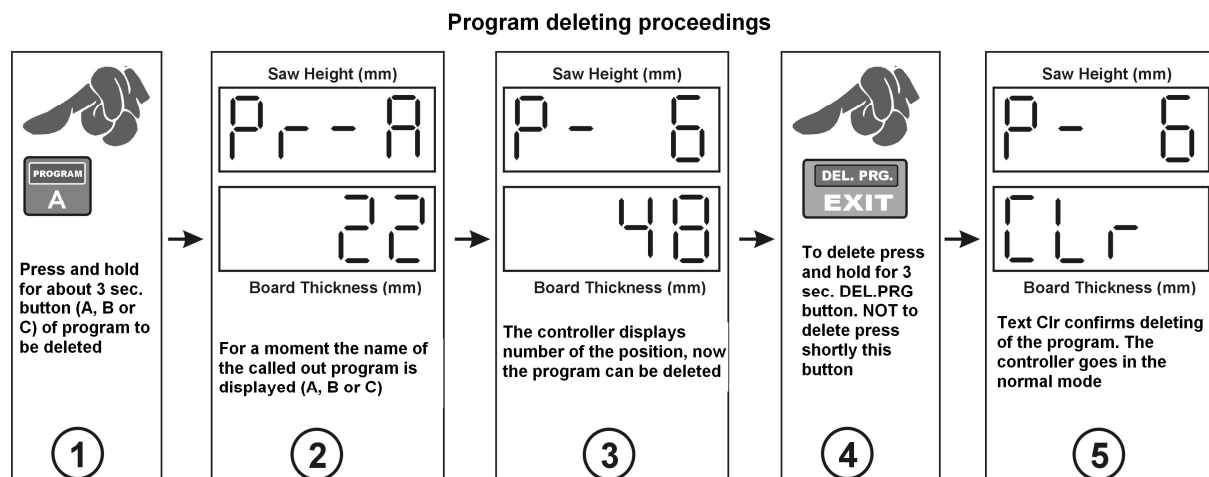 Program deleting proceedings
PROGRAM
A
Press and hold
for about 3 sec.
button (A, B or
C) of program to
be deleted
1
Saw Height (mm)
Pr--A
22
Board Thickness (mm)
For a moment the name of
the called out program is
displayed (A, B or C)
2
Saw Height (mm)
P- 6
48
Board Thickness (mm)
The controller displays
number of the position, now
the program can be deleted
3
DEL. PRG.
EXIT
To delete press
and hold for 3
sec. DEL.PRG
button. NOT to
delete press
shortly this
button
4
Saw Height (mm)
P- 6
CLr
Board Thickness (mm)
Text Clr confirms deleting
of the program. The
controller goes in the
normal mode
5